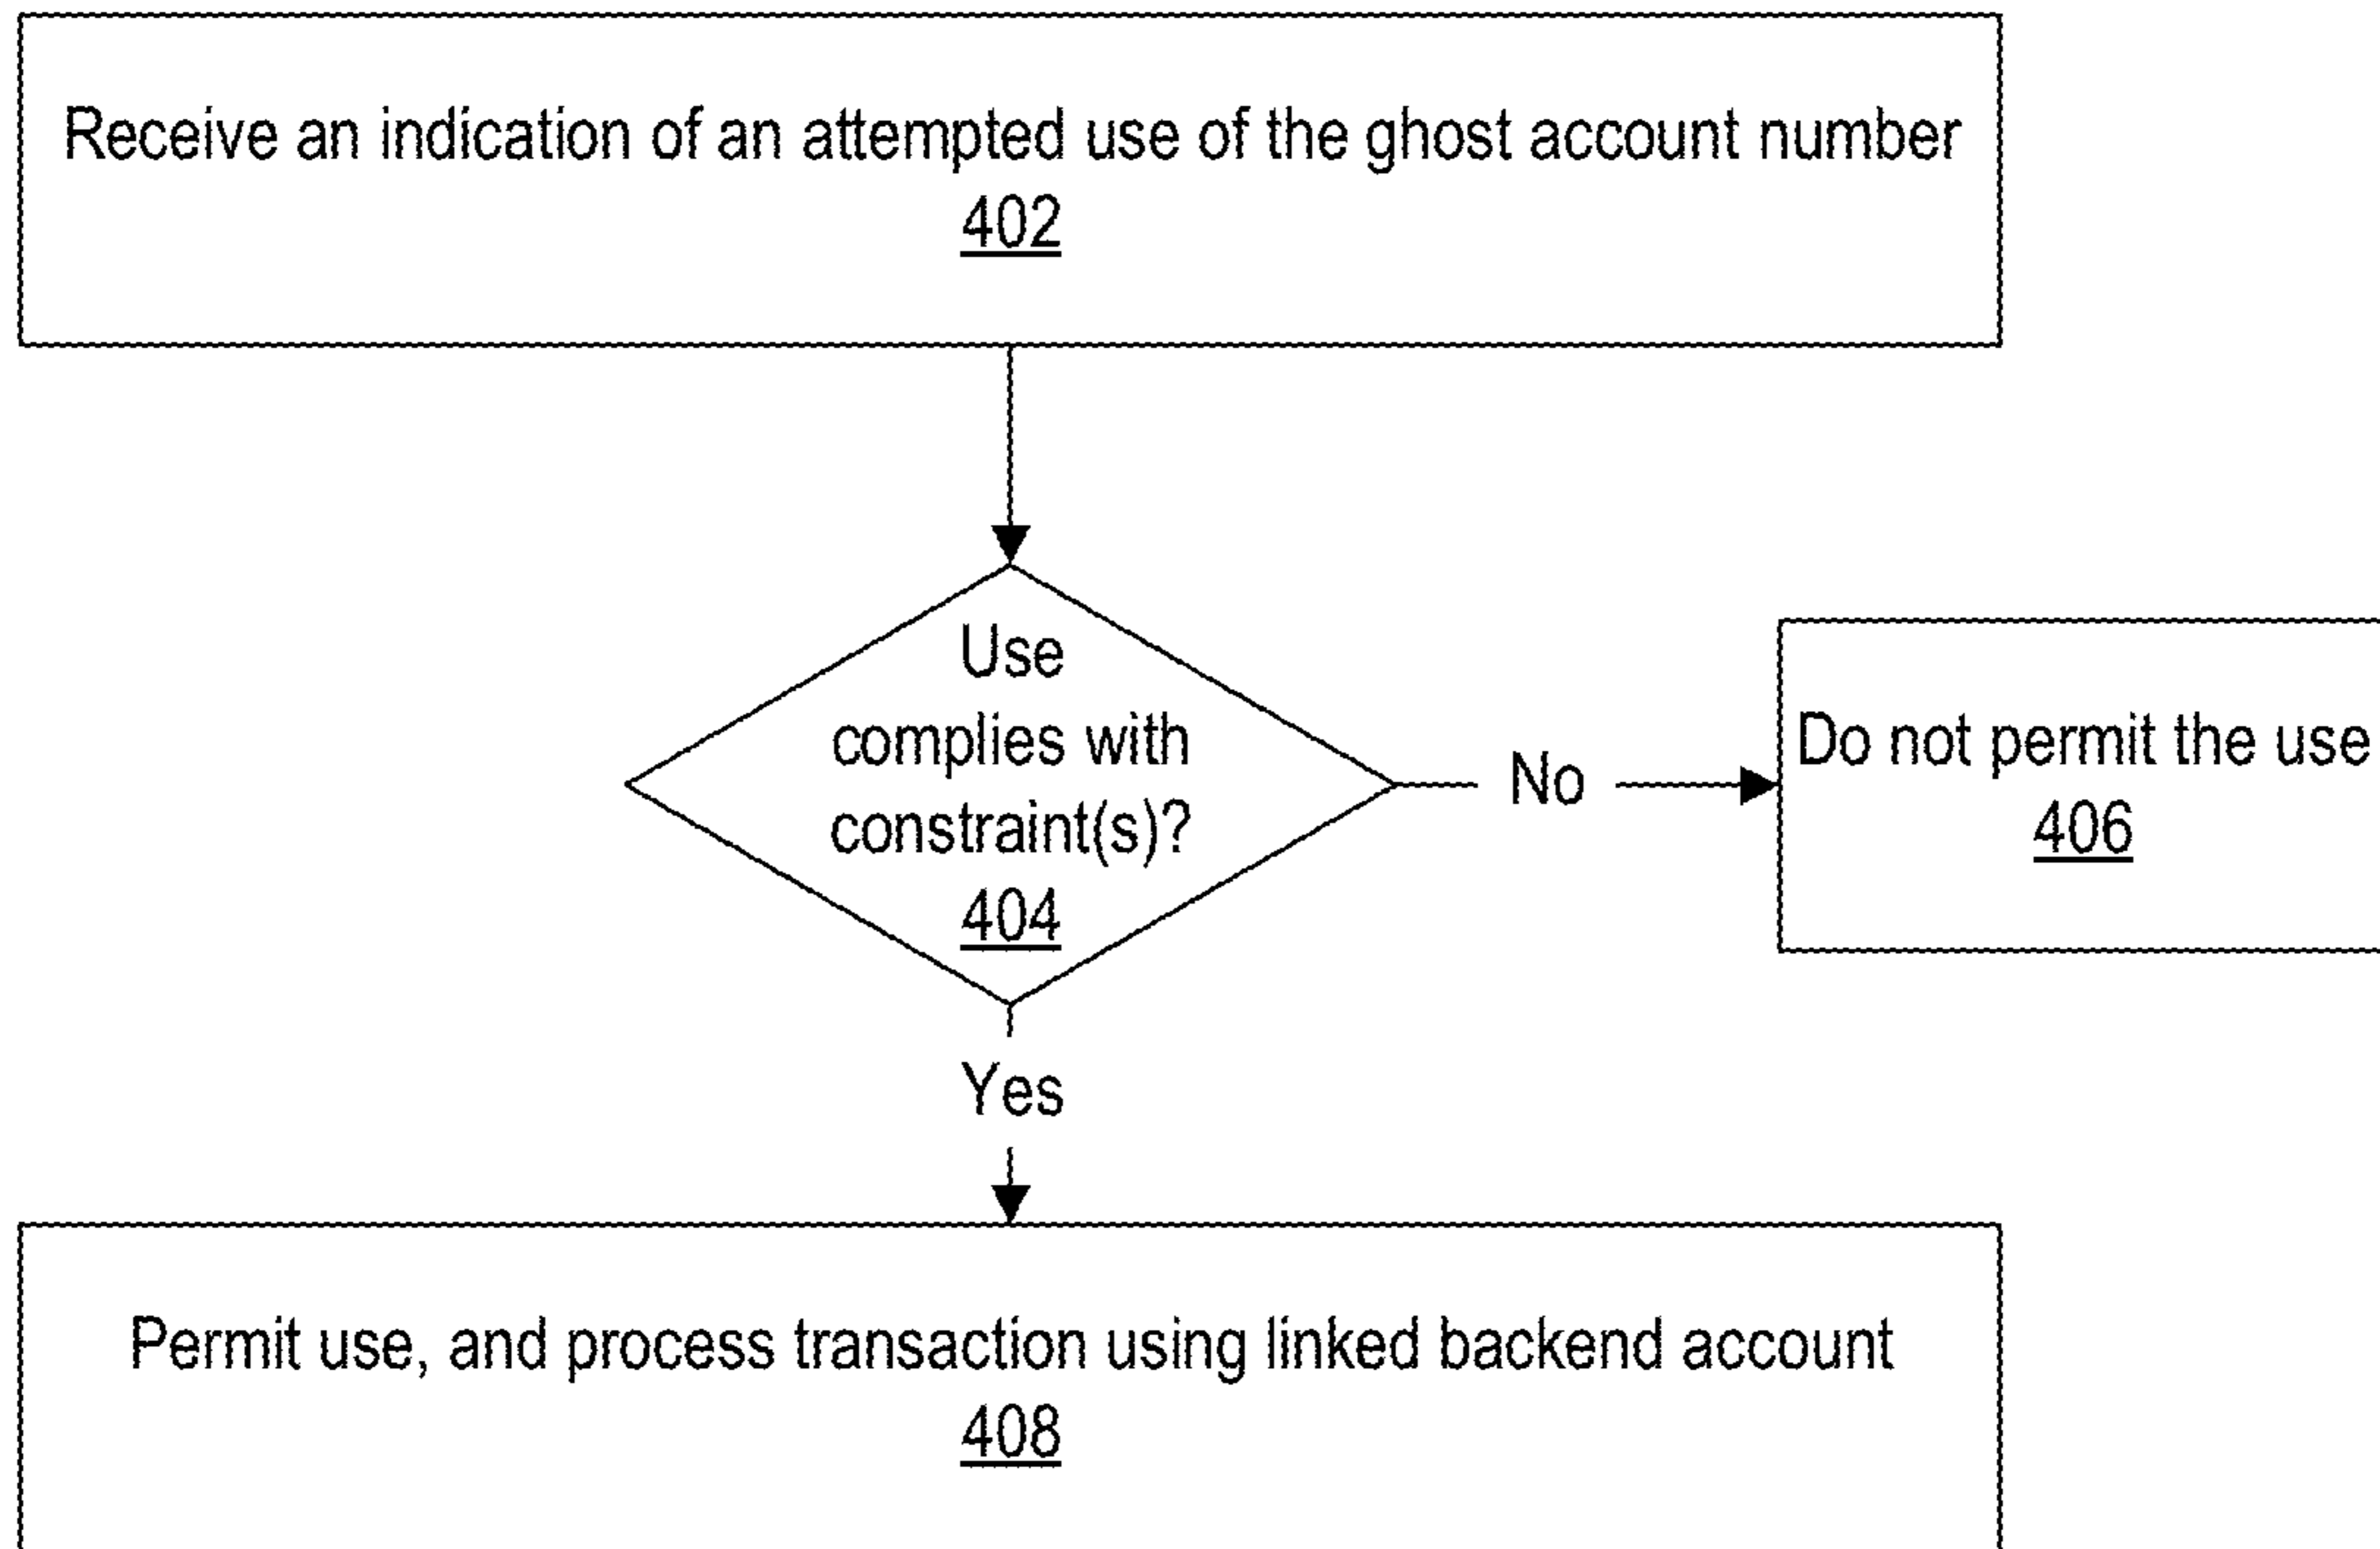 Receive an indication of an attempted use of the ghost account number
402
Use
complies with
constraint(s)?
404
No
Do not permit the use
406
Yes
Permit use, and process transaction using linked backend account
408